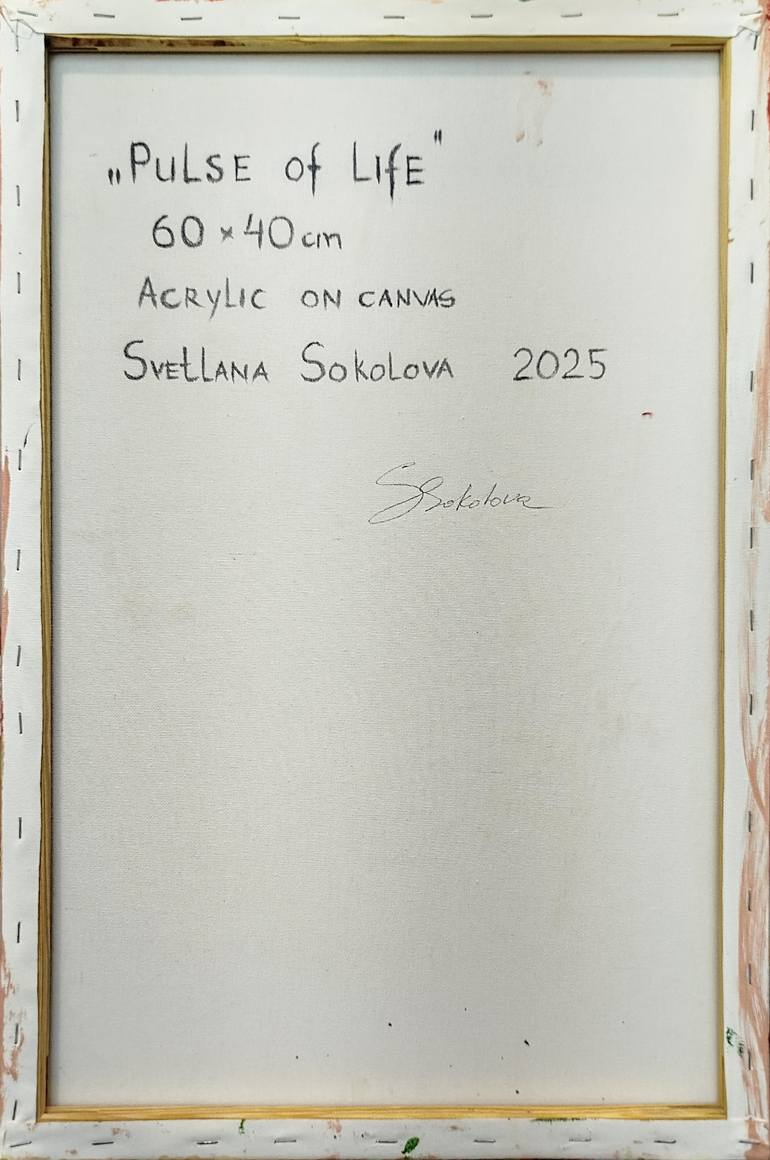 „PULSE of LIfE"
60 × 40 cm
ACRYLIC ON CANVAS
SVEtLANA SOkOLOVA 2025
SSokolova